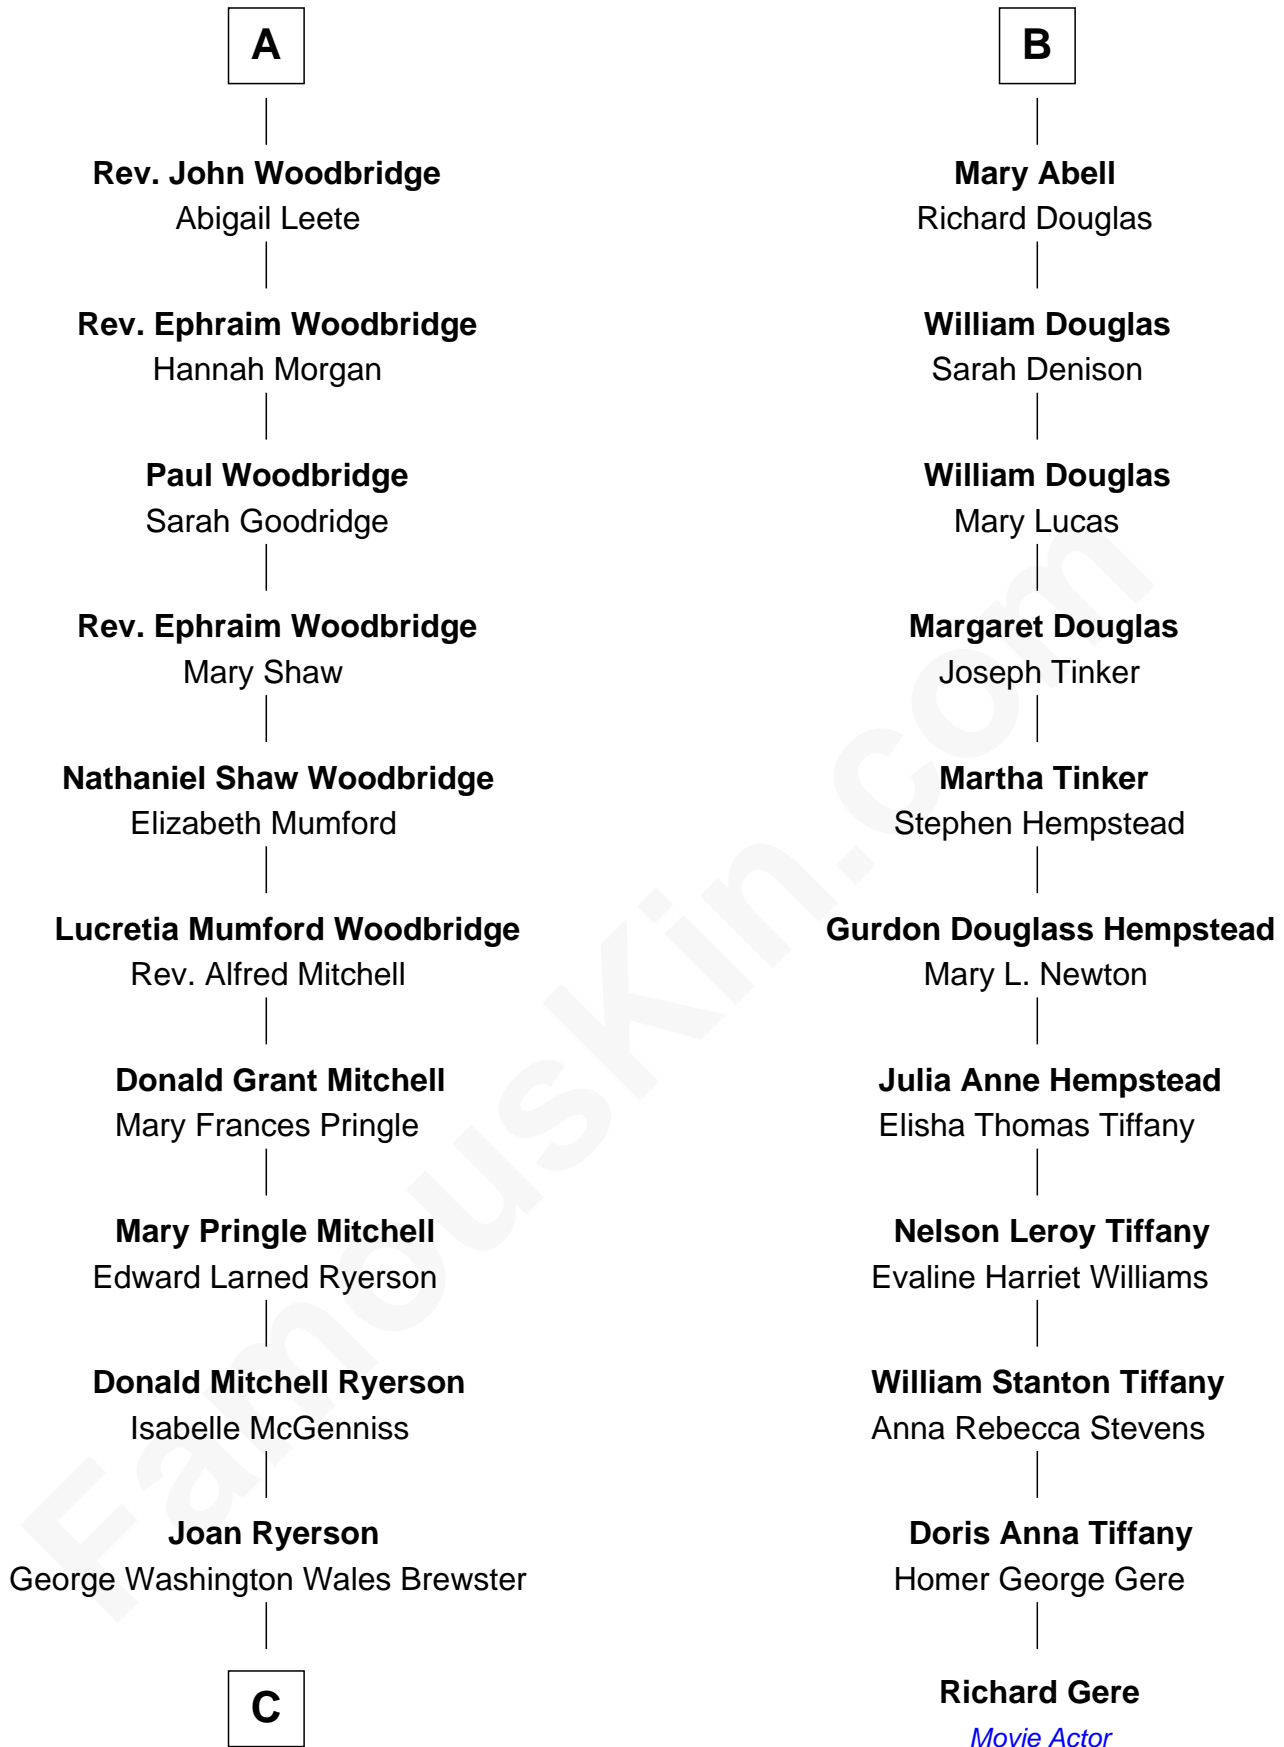 A
Rev. John Woodbridge
Abigail Leete
Rev. Ephraim Woodbridge
Hannah Morgan
Paul Woodbridge
Sarah Goodridge
Rev. Ephraim Woodbridge
Mary Shaw
Nathaniel Shaw Woodbridge
Elizabeth Mumford
Lucretia Mumford Woodbridge
Rev. Alfred Mitchell
Donald Grant Mitchell
Mary Frances Pringle
Mary Pringle Mitchell
Edward Larned Ryerson
Donald Mitchell Ryerson
Isabelle McGenniss
Joan Ryerson
George Washington Wales Brewster
C
B
Mary Abell
Richard Douglas
William Douglas
Sarah Denison
William Douglas
Mary Lucas
Margaret Douglas
Joseph Tinker
Martha Tinker
Stephen Hempstead
Gurdon Douglass Hempstead
Mary L. Newton
Julia Anne Hempstead
Elisha Thomas Tiffany
Nelson Leroy Tiffany
Evaline Harriet Williams
William Stanton Tiffany
Anna Rebecca Stevens
Doris Anna Tiffany
Homer George Gere
Richard Gere
Movie Actor
FamousKin.com